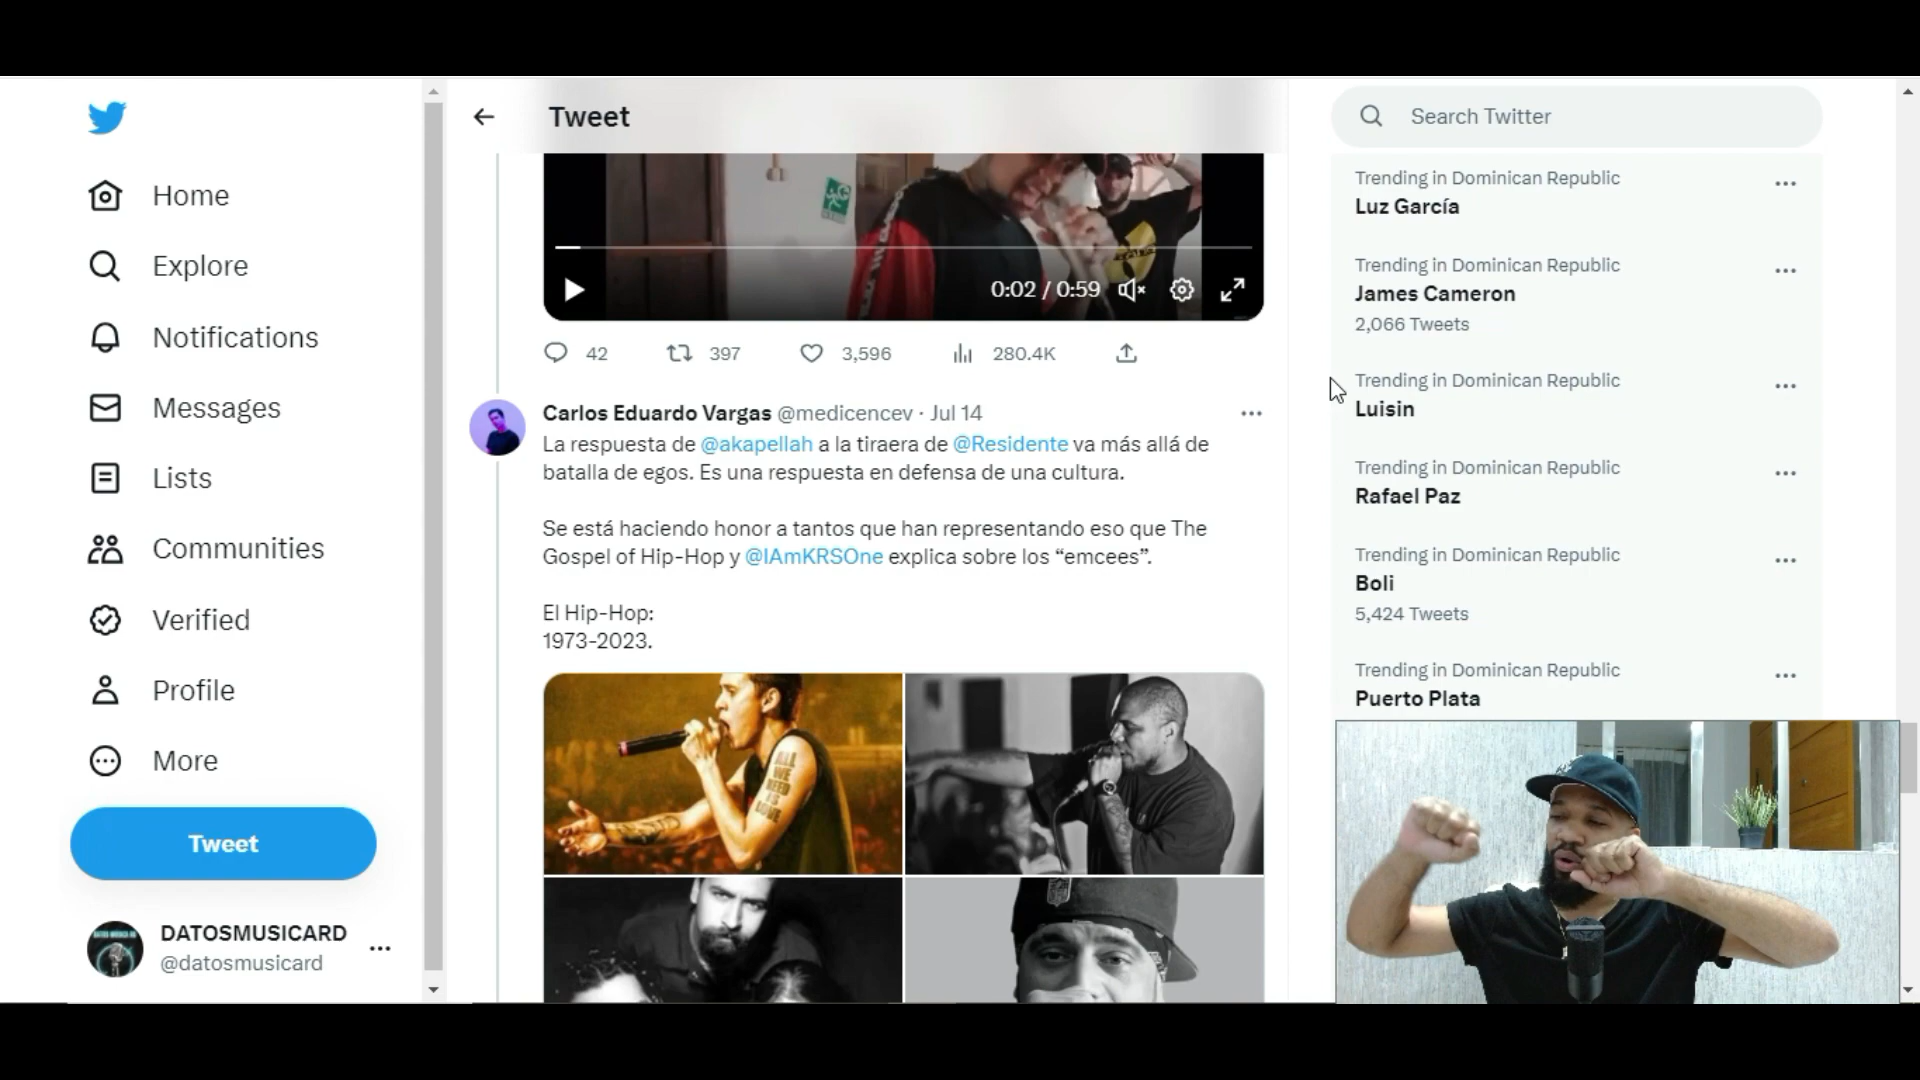 Tweet
Search Twitter
Home
Explore
Notifications
Messages
Lists
Communities
Verified
Profile
More
Tweet
DATOSMUSICARD
@datosmusicard
0:02 / 0:59
42
397
3,596
280.4K
Carlos Eduardo Vargas @medicencev · Jul 14
La respuesta de @akapellah a la tiraera de @Residente va más allá de
batalla de egos. Es una respuesta en defensa de una cultura.
Se está haciendo honor a tantos que han representando eso que The
Gospel of Hip-Hop y @IAmKRSOne explica sobre los “emcees”.
El Hip-Hop:
1973-2023.
ALL
WE
NEED
IS
LOVE
Trending in Dominican Republic
Luz García
Trending in Dominican Republic
James Cameron
2,066 Tweets
Trending in Dominican Republic
Luisin
Trending in Dominican Republic
Rafael Paz
Trending in Dominican Republic
Boli
5,424 Tweets
Trending in Dominican Republic
Puerto Plata